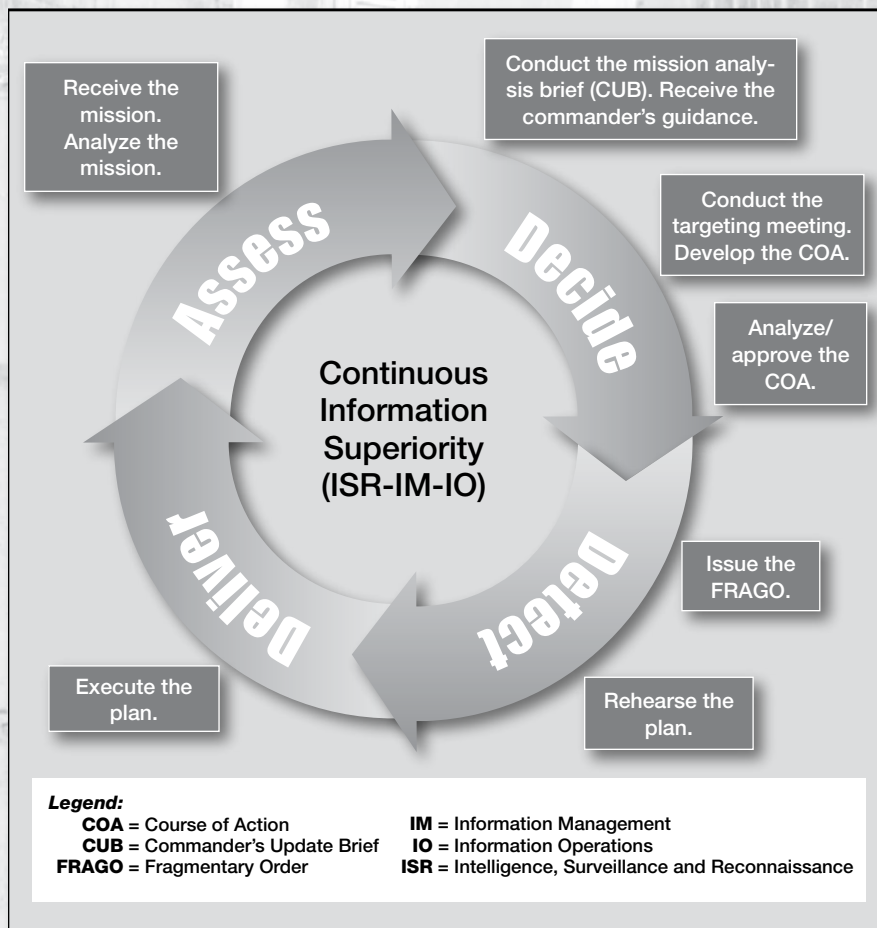 Receive the
mission.
Analyze the
mission.
Conduct the mission analy-
sis brief (CUB). Receive the
commander’s guidance.
Conduct the
targeting meeting.
Develop the COA.
Analyze/
approve the
COA.
Assess
Decide
Continuous
Information
Superiority
(ISR-IM-IO)
Deliver
Detect
Issue the
FRAGO.
Execute the
plan.
Rehearse the
plan.
Legend:
COA = Course of Action
CUB = Commander’s Update Brief
FRAGO = Fragmentary Order
IM = Information Management
IO = Information Operations
ISR = Intelligence, Surveillance and Reconnaissance